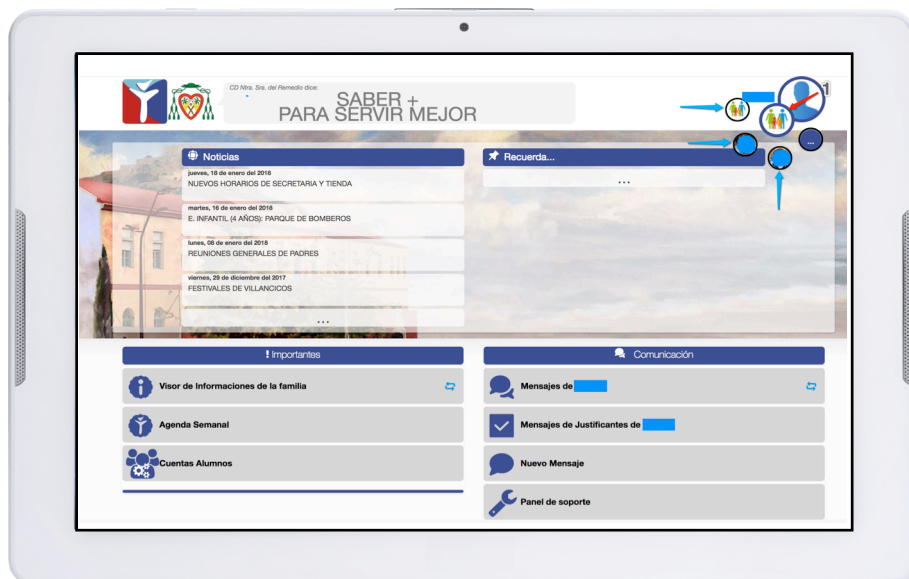 CD Ntra. Sra. del Remedio dice:
SABER +
PARA SERVIR MEJOR
1
...
Noticias
jueves, 18 de enero del 2018
NUEVOS HORARIOS DE SECRETARIA Y TIENDA
martes, 16 de enero del 2018
E. INFANTIL (4 AÑOS): PARQUE DE BOMBEROS
lunes, 08 de enero del 2018
REUNIONES GENERALES DE PADRES
viernes, 29 de diciembre del 2017
FESTIVALES DE VILLANCICOS
...
Recuerda...
...
! Importantes
Visor de Informaciones de la familia
Agenda Semanal
Cuentas Alumnos
Comunicación
Mensajes de
Mensajes de Justificantes de
Nuevo Mensaje
Panel de soporte